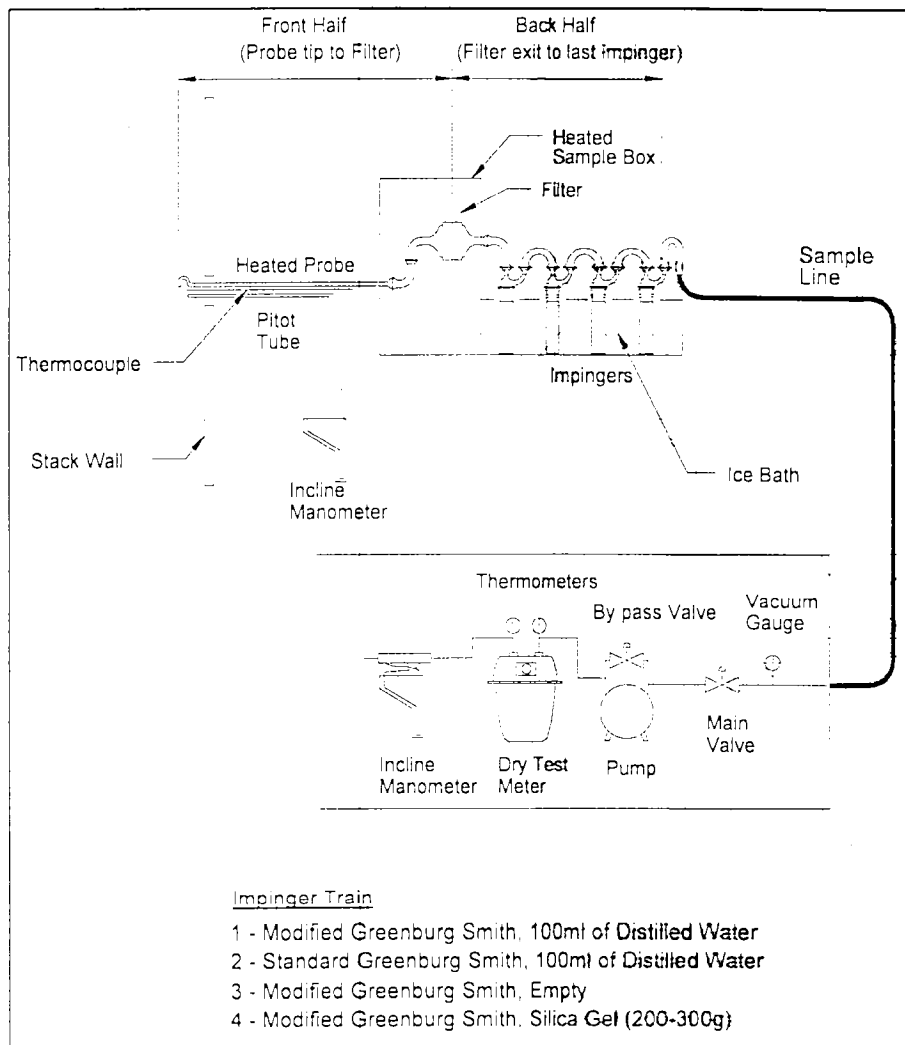 Front Half
(Probe tip to Filter)
Back Half
(Filter exit to last Impinger)
Heated
Sample Box
Filter
Heated Probe
Sample
Line
Pitot
Tube
Thermocouple
Impingers
Stack Wall
Ice Bath
Incline
Manometer
Thermometers
By pass Valve
Vacuum
Gauge
Main
Valve
Incline
Manometer
Dry Test
Meter
Pump
Impinger Train
1 - Modified Greenburg Smith, 100ml of Distilled Water
2 - Standard Greenburg Smith, 100ml of Distilled Water
3 - Modified Greenburg Smith, Empty
4 - Modified Greenburg Smith, Silica Gel (200-300g)